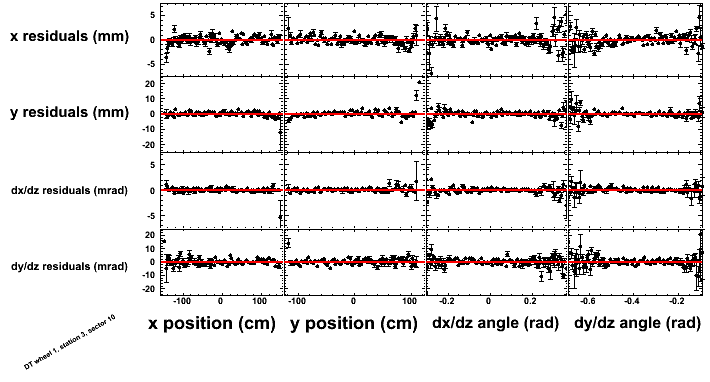 x residuals (mm)
5
0
-5
y residuals (mm)
20
10
0
-10
-20
dx/dz residuals (mrad)
5
0
-5
dy/dz residuals (mrad)
20
10
0
-10
-20
-100 0 100 -100 0 100 -0.2 0 0.2 -0.6 -0.4 -0.2
x position (cm) y position (cm) dx/dz angle (rad) dy/dz angle (rad)
DT wheel 1, station 3, sector 10